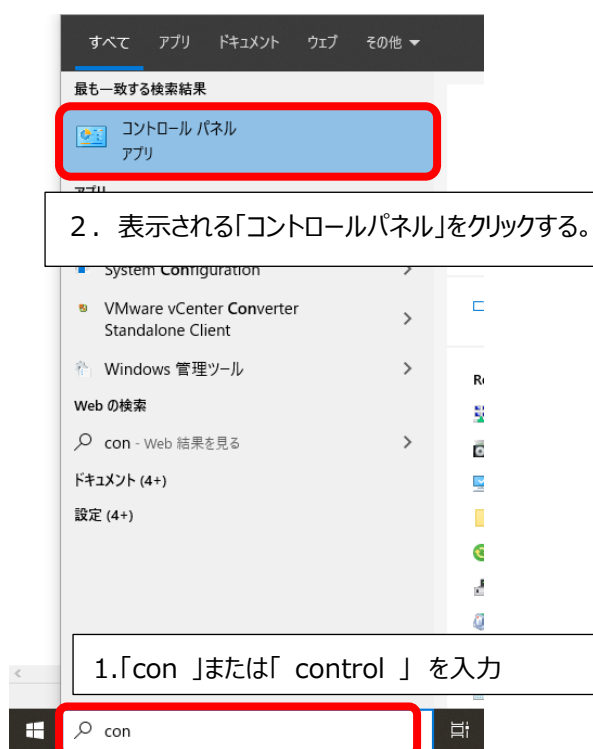 すべて アプリ ドキュメント ウェブ その他
最も一致する検索結果
コントロール パネル
アプリ
アプリ
2. 表示される「コントロールパネル」をクリックする。
System Configuration
VMware vCenter Converter
Standalone Client
Windows 管理ツール
Web の検索
con - Web 結果を見る
ドキュメント (4+)
設定 (4+)
1.「con 」または「 control 」 を入力
con